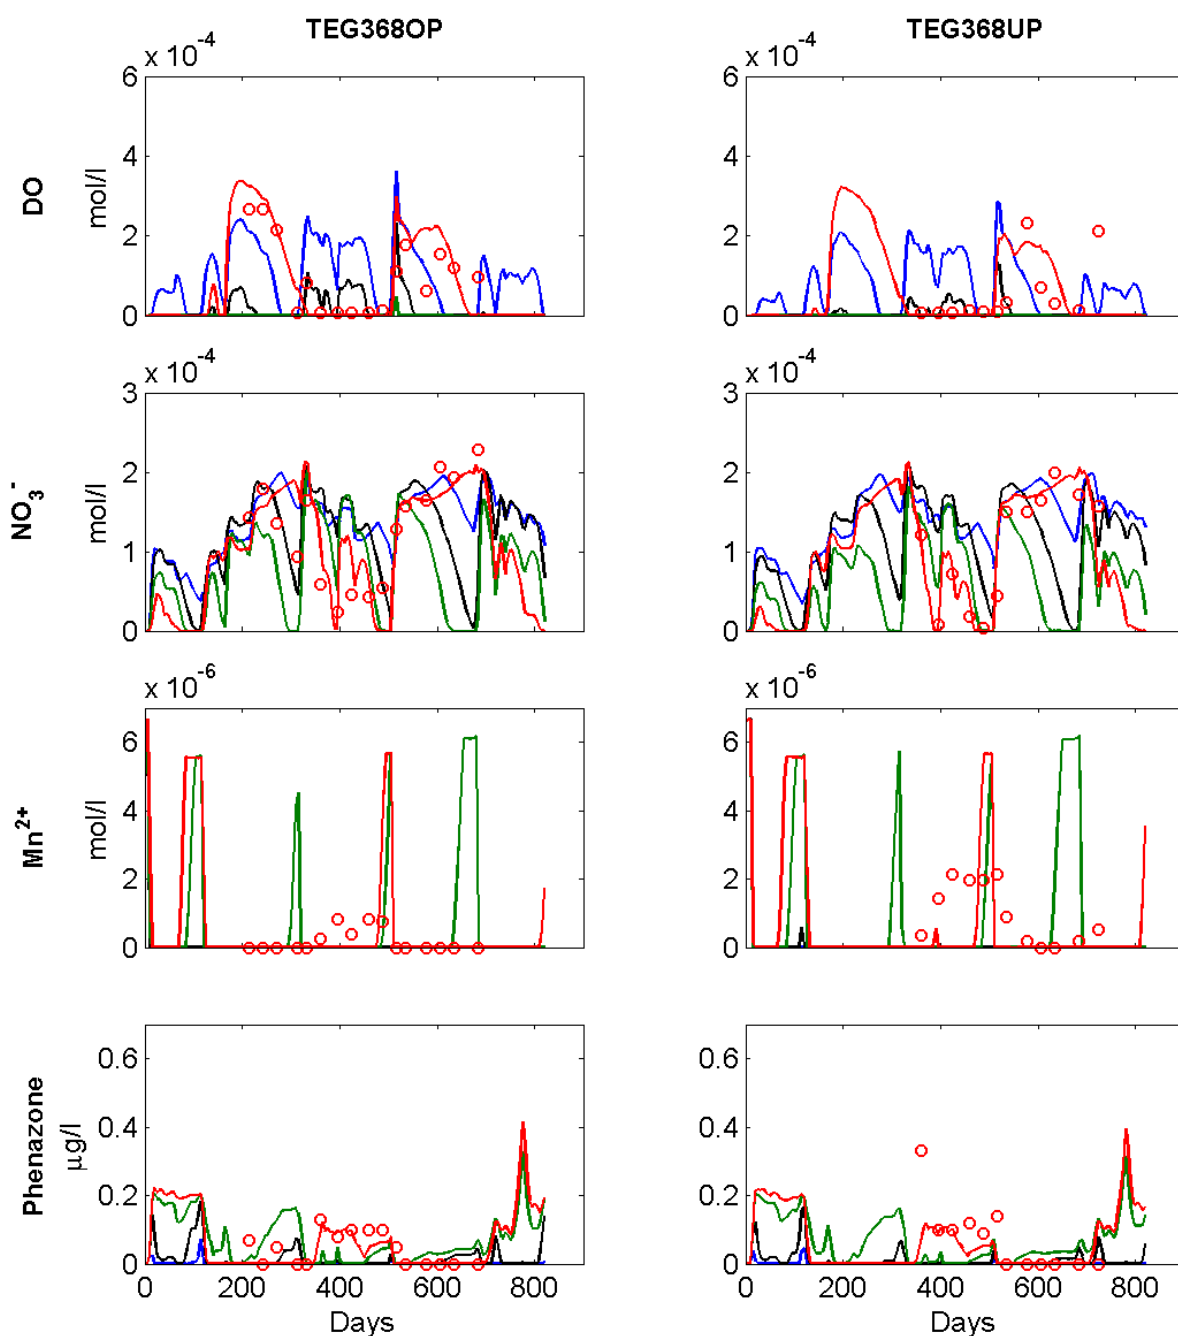 TEG368OP TEG368UP
x 10^-4 x 10^-4
6 6
4 4
2 2
0 0
DO
mol/l
x 10^-4 x 10^-4
3 3
2 2
1 1
0 0
NO3^-
mol/l
x 10^-6 x 10^-6
6 6
4 4
2 2
0 0
Mn^2+
mol/l
0.6 0.6
0.4 0.4
0.2 0.2
0 0
Phenazone
µg/l
0 200 400 600 800 0 200 400 600 800
Days Days